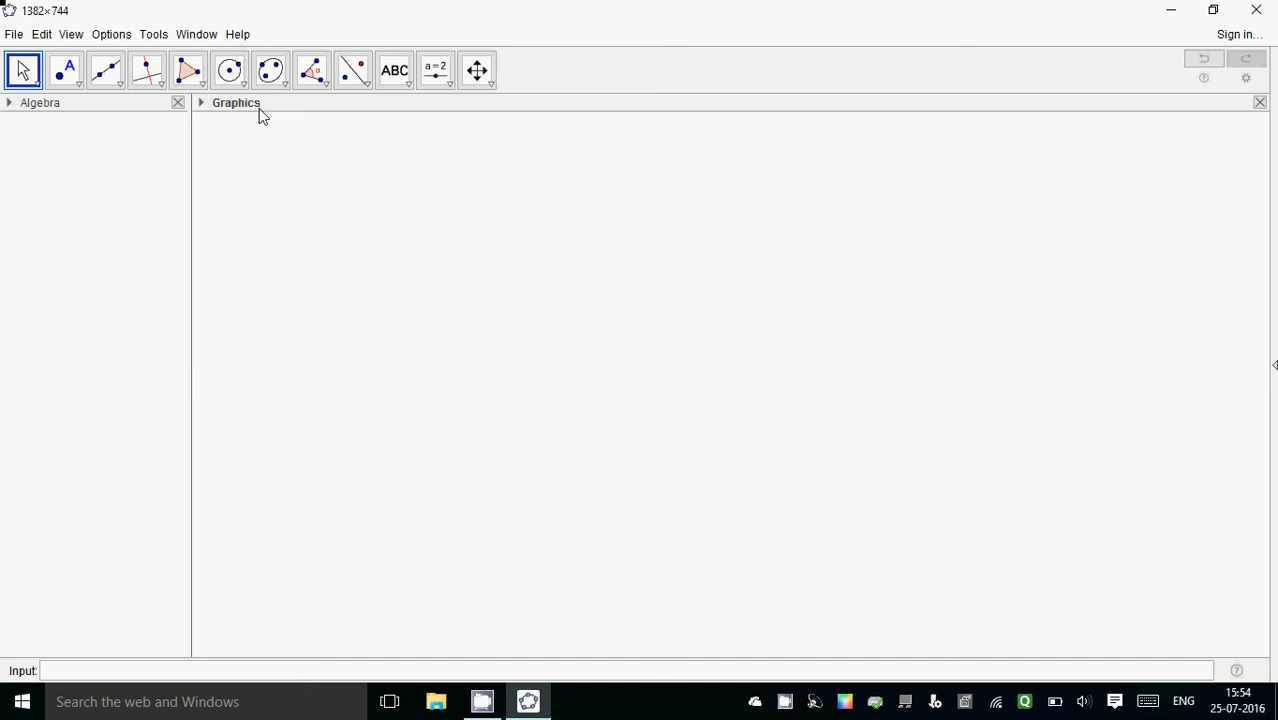 1382×744
File Edit View Options Tools Window Help
Sign in...
A
ABC
a=2
Algebra
Graphics
Input:
Search the web and Windows
ENG
15:54
25-07-2016